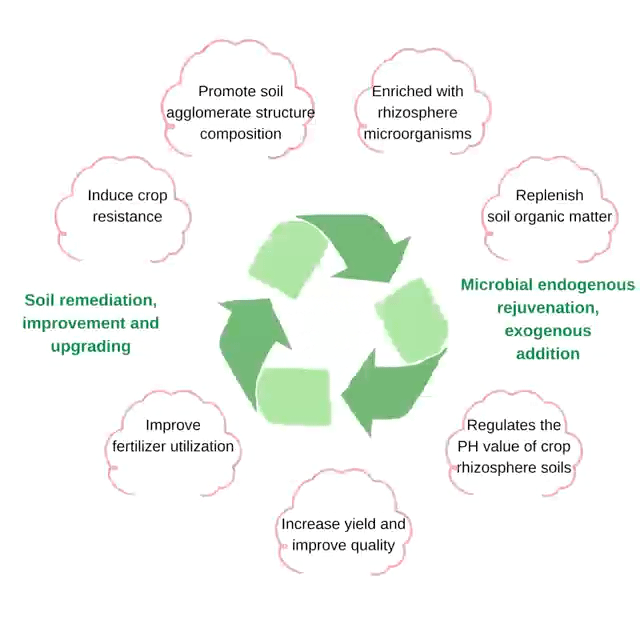 Promote soil
agglomerate structure
composition
Enriched with
rhizosphere
microorganisms
Induce crop
resistance
Replenish
soil organic matter
Soil remediation,
improvement and
upgrading
Microbial endogenous
rejuvenation,
exogenous
addition
Improve
fertilizer utilization
Regulates the
PH value of crop
rhizosphere soils
Increase yield and
improve quality